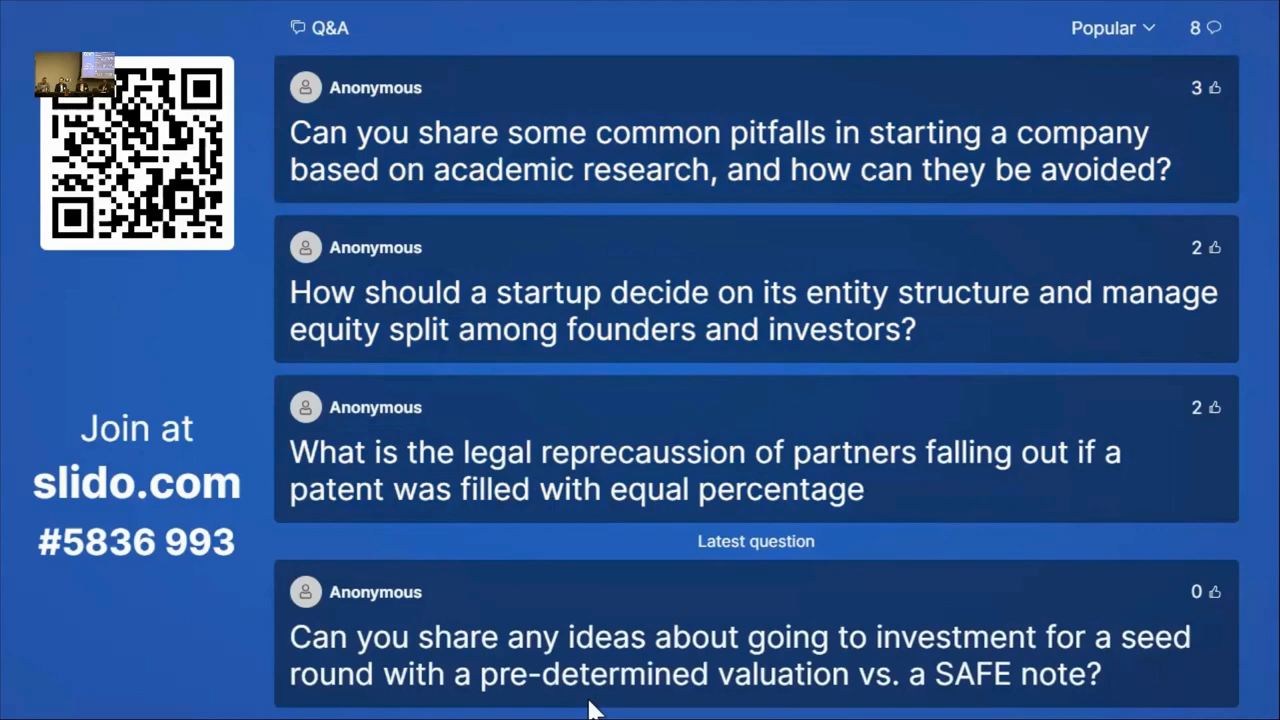 Q&A
Popular
8
Anonymous
3
Can you share some common pitfalls in starting a company
based on academic research, and how can they be avoided?
Anonymous
2
How should a startup decide on its entity structure and manage
equity split among founders and investors?
Anonymous
2
What is the legal reprecaussion of partners falling out if a
patent was filled with equal percentage
Latest question
Anonymous
0
Can you share any ideas about going to investment for a seed
round with a pre-determined valuation vs. a SAFE note?
Join at
slido.com
#5836 993